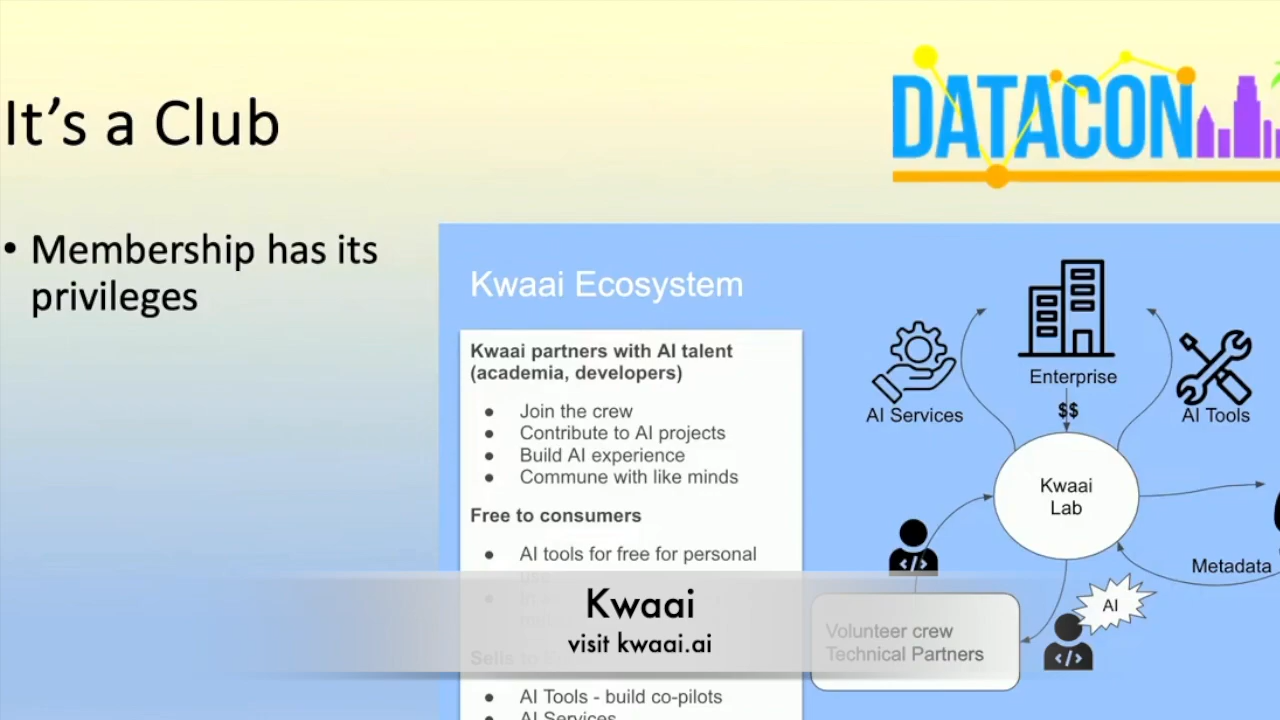 It's a Club
DATACON
• Membership has its
privileges
Kwaai Ecosystem
Kwaai partners with AI talent
(academia, developers)
● Join the crew
● Contribute to AI projects
● Build AI experience
● Commune with like minds
Free to consumers
● AI tools for free for personal
use
Sells to
● AI Tools - build co-pilots
● AI Services
Enterprise
AI Services
$$
AI Tools
Kwaai
Lab
</>
Metadata
AI
Volunteer crew
Technical Partners
</>
Kwaai
visit kwaai.ai